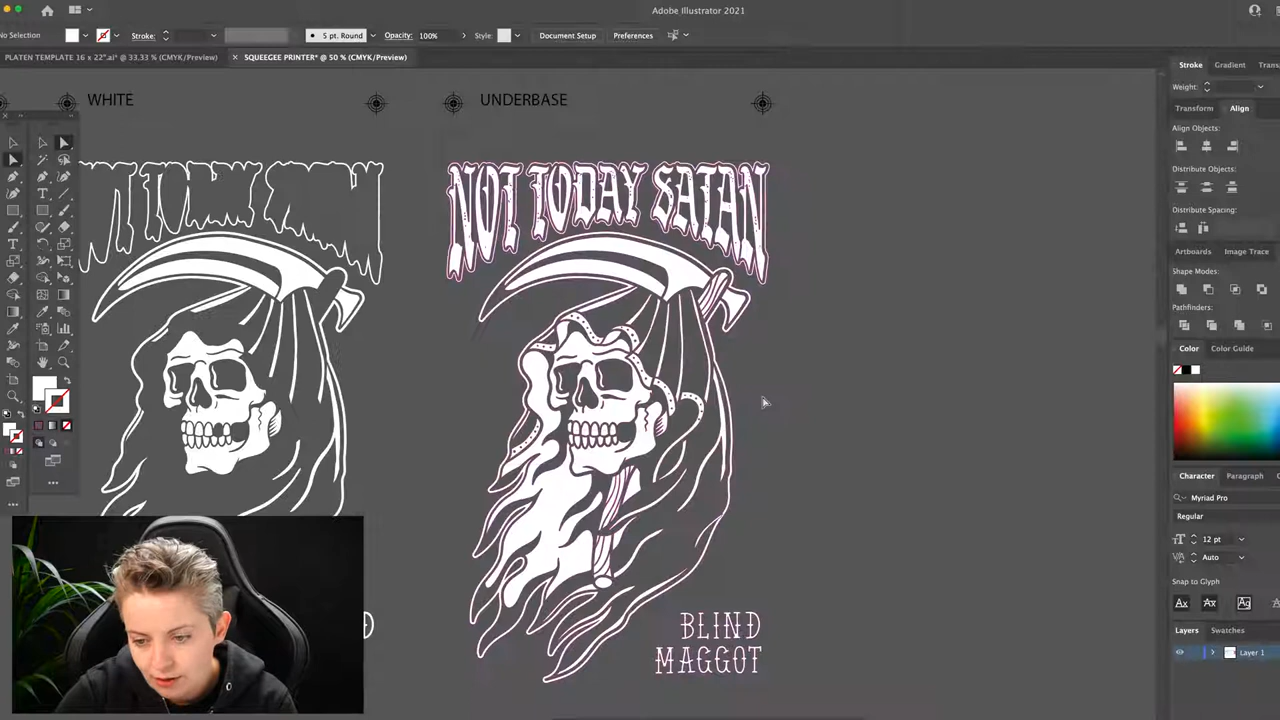 Adobe Illustrator 2021
No Selection
Stroke:
5 pt. Round
Opacity: 100%
Style:
Document Setup
Preferences
PLATEN TEMPLATE 16 x 22".ai* @ 33,33 % (CMYK/Preview)
× SQUEEGEE PRINTER* @ 50 % (CMYK/Preview)
Stroke Gradient
Weight:
Transform Align
Align Objects:
Distribute Objects:
Distribute Spacing:
Artboards Image Trace
Shape Modes:
Pathfinders:
Color Color Guide
Character Paragraph
Myriad Pro
Regular
12 pt
Auto
Snap to Glyph
Layers Swatches
Layer 1
WHITE
UNDERBASE
NOT TODAY SATAN
BLIND
MAGGOT